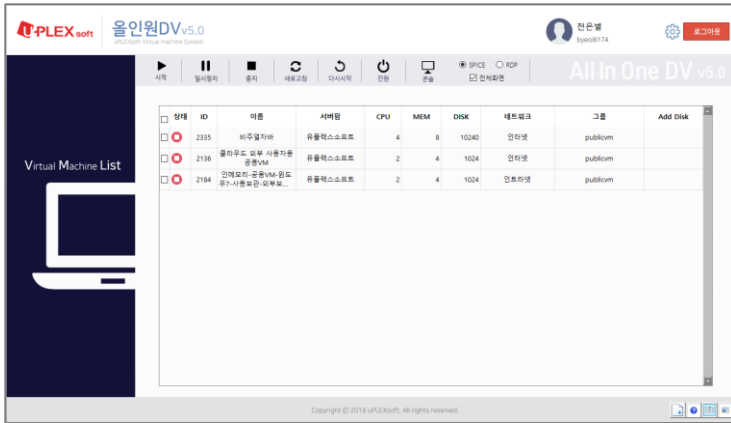 U-PLEX soft
올인원DV v5.0
uPLEXsoft Virtual machine System
전은별
byeol6174
로그아웃
시작
일시정지
중지
새로고침
다시시작
전원
콘솔
SPICE
RDP
전체화면
All In One DV v5.0
Virtual Machine List
상태 ID 이름 서버팜 CPU MEM DISK 네트워크 그룹 Add Disk
2335 비주얼자바 유플렉스소프트 4 8 10240 인터넷 publicvm
2136 클라우드 외부 사용자용 공용VM 유플렉스소프트 2 4 1024 인터넷 publicvm
2184 인메모리-공용VM-윈도우7-사용보관-외부보... 유플렉스소프트 2 4 1024 인트라넷 publicvm
Copyright © 2018 uPLEXsoft. All rights reserved.